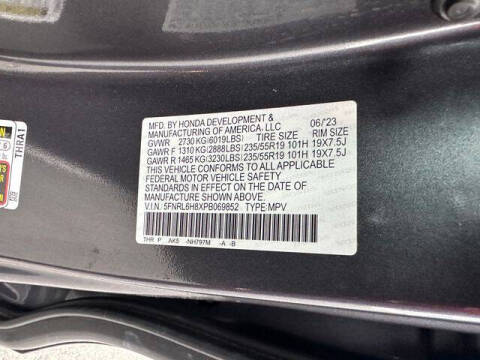 MFD. BY HONDA DEVELOPMENT & 06/'23
MANUFACTURING OF AMERICA, LLC
GVWR 2730 KG(6019LBS) TIRE SIZE RIM SIZE
GAWR F 1310 KG(2888LBS) 235/55R19 101H 19X7.5J
GAWR R 1465 KG(3230LBS) 235/55R19 101H 19X7.5J
THIS VEHICLE CONFORMS TO ALL APPLICABLE
FEDERAL MOTOR VEHICLE SAFETY
STANDARDS IN EFFECT ON THE DATE OF
MANUFACTURE SHOWN ABOVE.
V.I.N. 5FNRL6H8XPB069852 TYPE:MPV
THR P AK5 -NH797M -A -B
THRA1